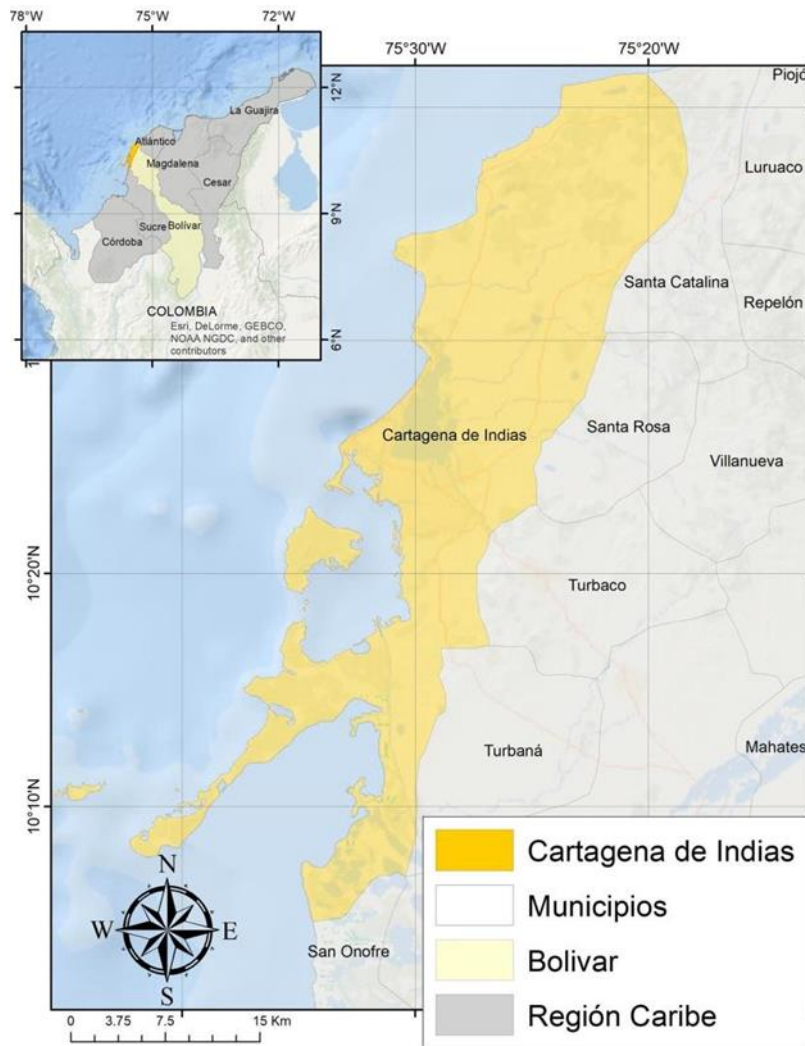 78°W
75°W
72°W
12°N
9°N
6°N
La Guajira
Atlántico
Magdalena
Cesar
Sucre
Bolívar
Córdoba
COLOMBIA
Esri, DeLorme, GEBCO,
NOAA NGDC, and other
contributors
75°30'W
75°20'W
Piojó
Luruaco
Santa Catalina
Repelón
Cartagena de Indias
Santa Rosa
Villanueva
10°20'N
Turbaco
Turbaná
Mahates
10°10'N
San Onofre
N
W
E
S
0 3.75 7.5 15 Km
Cartagena de Indias
Municipios
Bolivar
Región Caribe